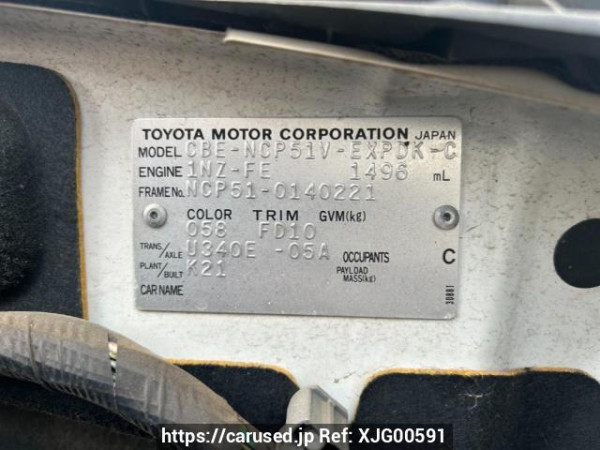 TOYOTA MOTOR CORPORATION JAPAN
MODEL CBE-NCP51V-EXPDK-C
ENGINE 1NZ-FE 1496 mL
FRAME No. NCP51-0140221
COLOR TRIM GVM(kg)
058 FD10
TRANS./AXLE U340E -05A OCCUPANTS C
PLANT/BUILT K21 PAYLOAD MASS(kg)
CAR NAME
https://carused.jp Ref: XJG00591